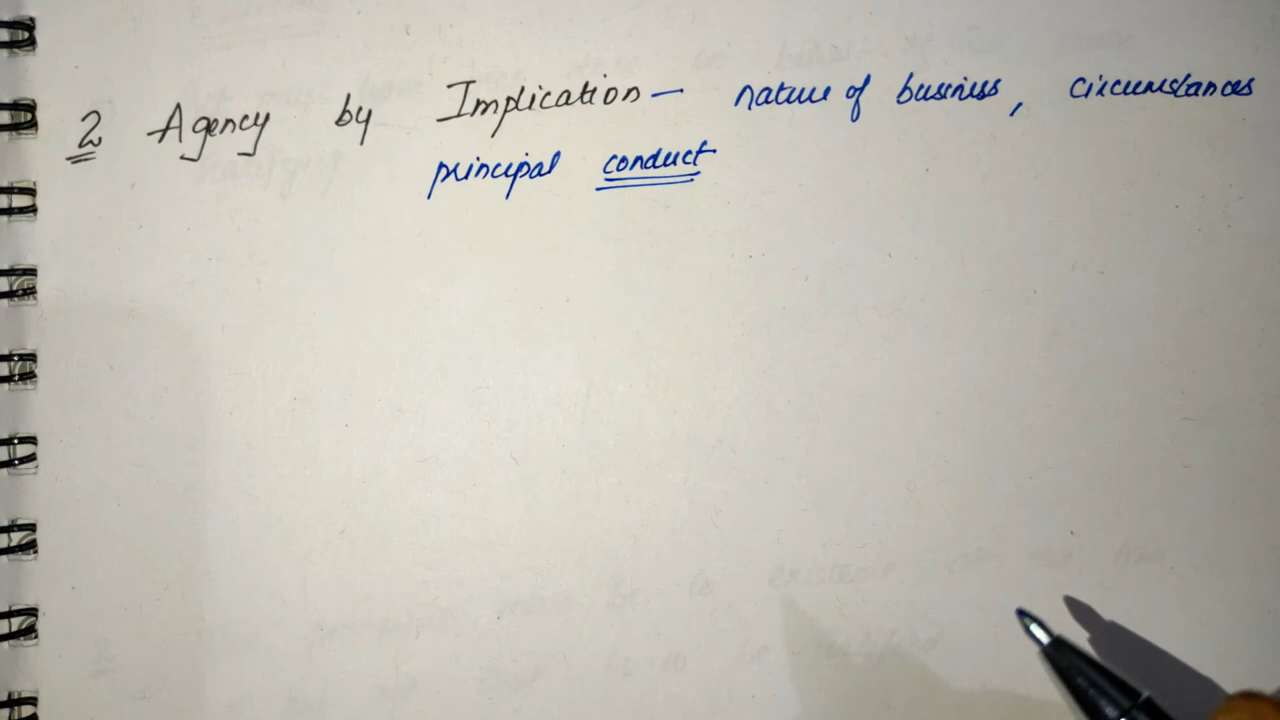 2 Agency by Implication – nature of business, circumstances
principal conduct